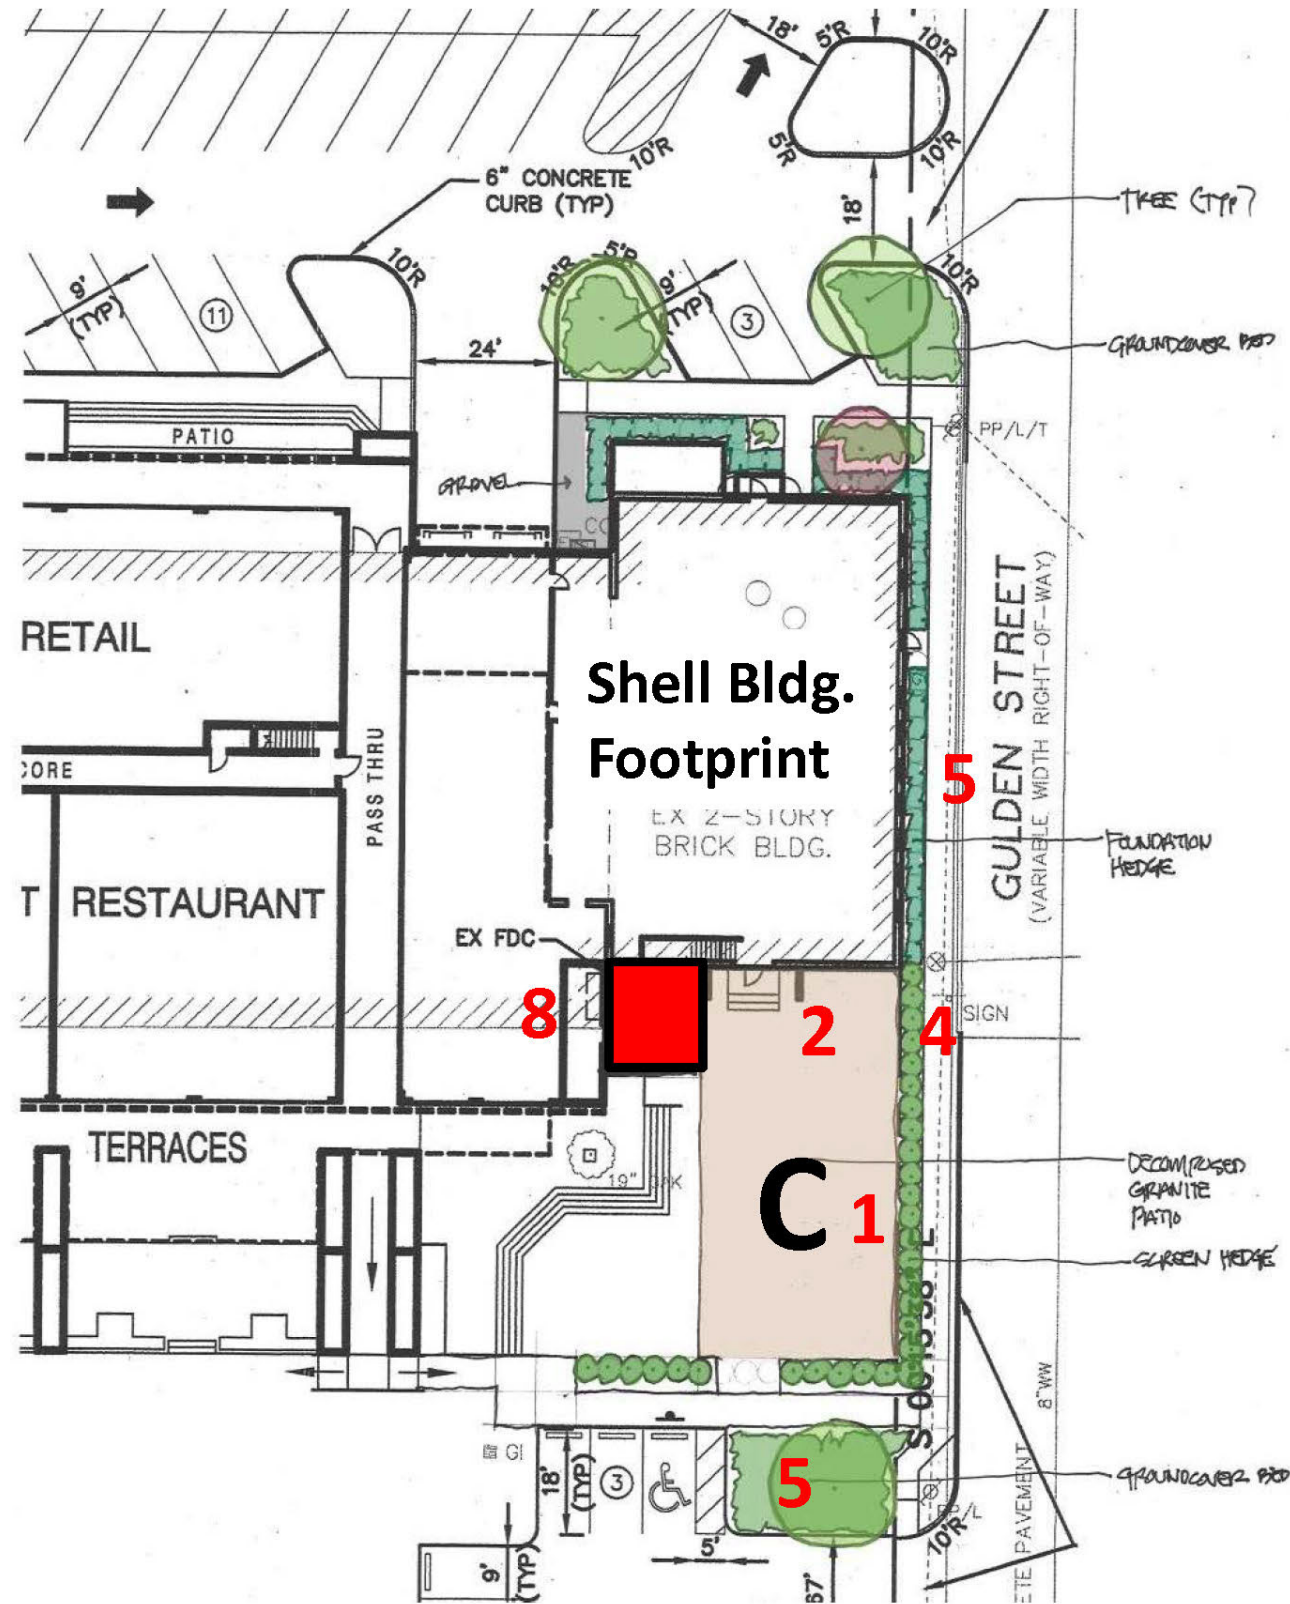 18'
5'R
10'R
5'R
10'R
10'R
6" CONCRETE
CURB (TYP)
18'
TREE (TYP)
10'R
5'R
10'R
10'R
9'
(TYP)
11
9'
(TYP)
3
24'
GROUNDCOVER BED
PATIO
PP/L/T
GRAVEL
RETAIL
Shell Bldg.
Footprint
EX 2-STORY
BRICK BLDG.
GULDEN STREET
(VARIABLE WIDTH RIGHT-OF-WAY)
5
CORE
PASS THRU
FOUNDATION
HEDGE
RESTAURANT
EX FDC
8
2
4
SIGN
TERRACES
19"
C
1
DECOMPOSED
GRANITE
PATIO
SCREEN HEDGE
8"WW
GI
18'
(TYP)
3
5
GROUNDCOVER BED
PP/L
10'R
5'
9'
(TYP)
67'
ETE PAVEMENT